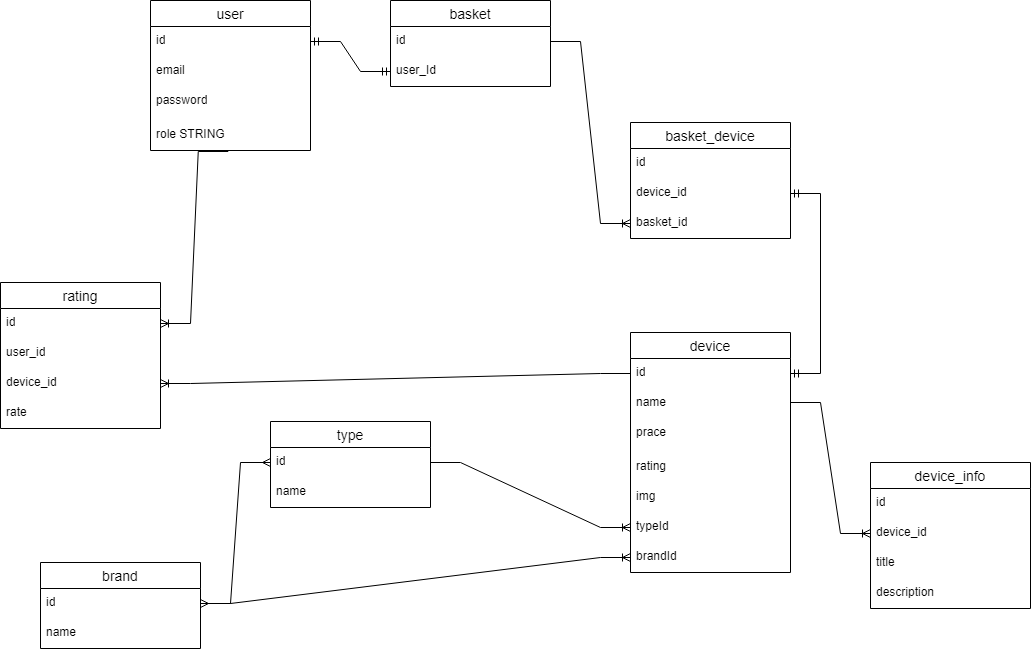 user
id
email
password
role STRING
basket
id
user_Id
basket_device
id
device_id
basket_id
rating
id
user_id
device_id
rate
device
id
name
prace
rating
img
typeId
brandId
type
id
name
device_info
id
device_id
title
description
brand
id
name